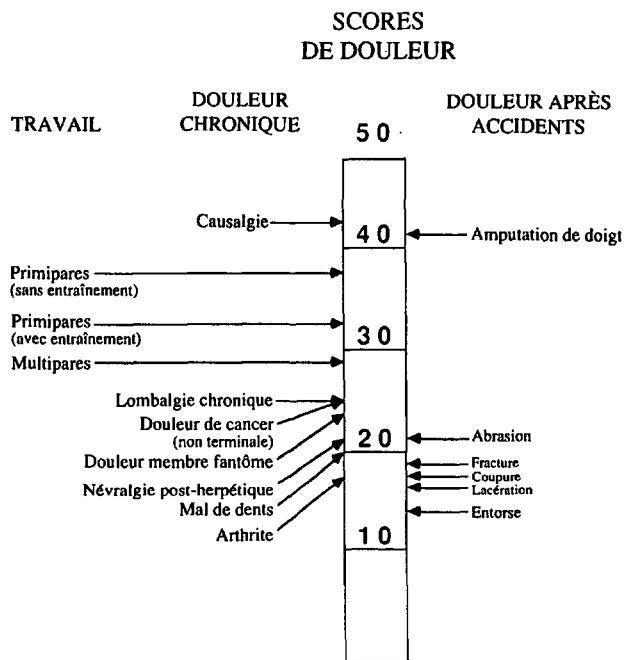 SCORES
DE DOULEUR
TRAVAIL
DOULEUR
CHRONIQUE
DOULEUR APRÈS
ACCIDENTS
50
Causalgie
40
Amputation de doigt
Primipares
(sans entraînement)
Primipares
(avec entraînement)
30
Multipares
Lombalgie chronique
Douleur de cancer
(non terminale)
20
Abrasion
Douleur membre fantôme
Fracture
Coupure
Névralgie post-herpétique
Lacération
Mal de dents
Entorse
Arthrite
10